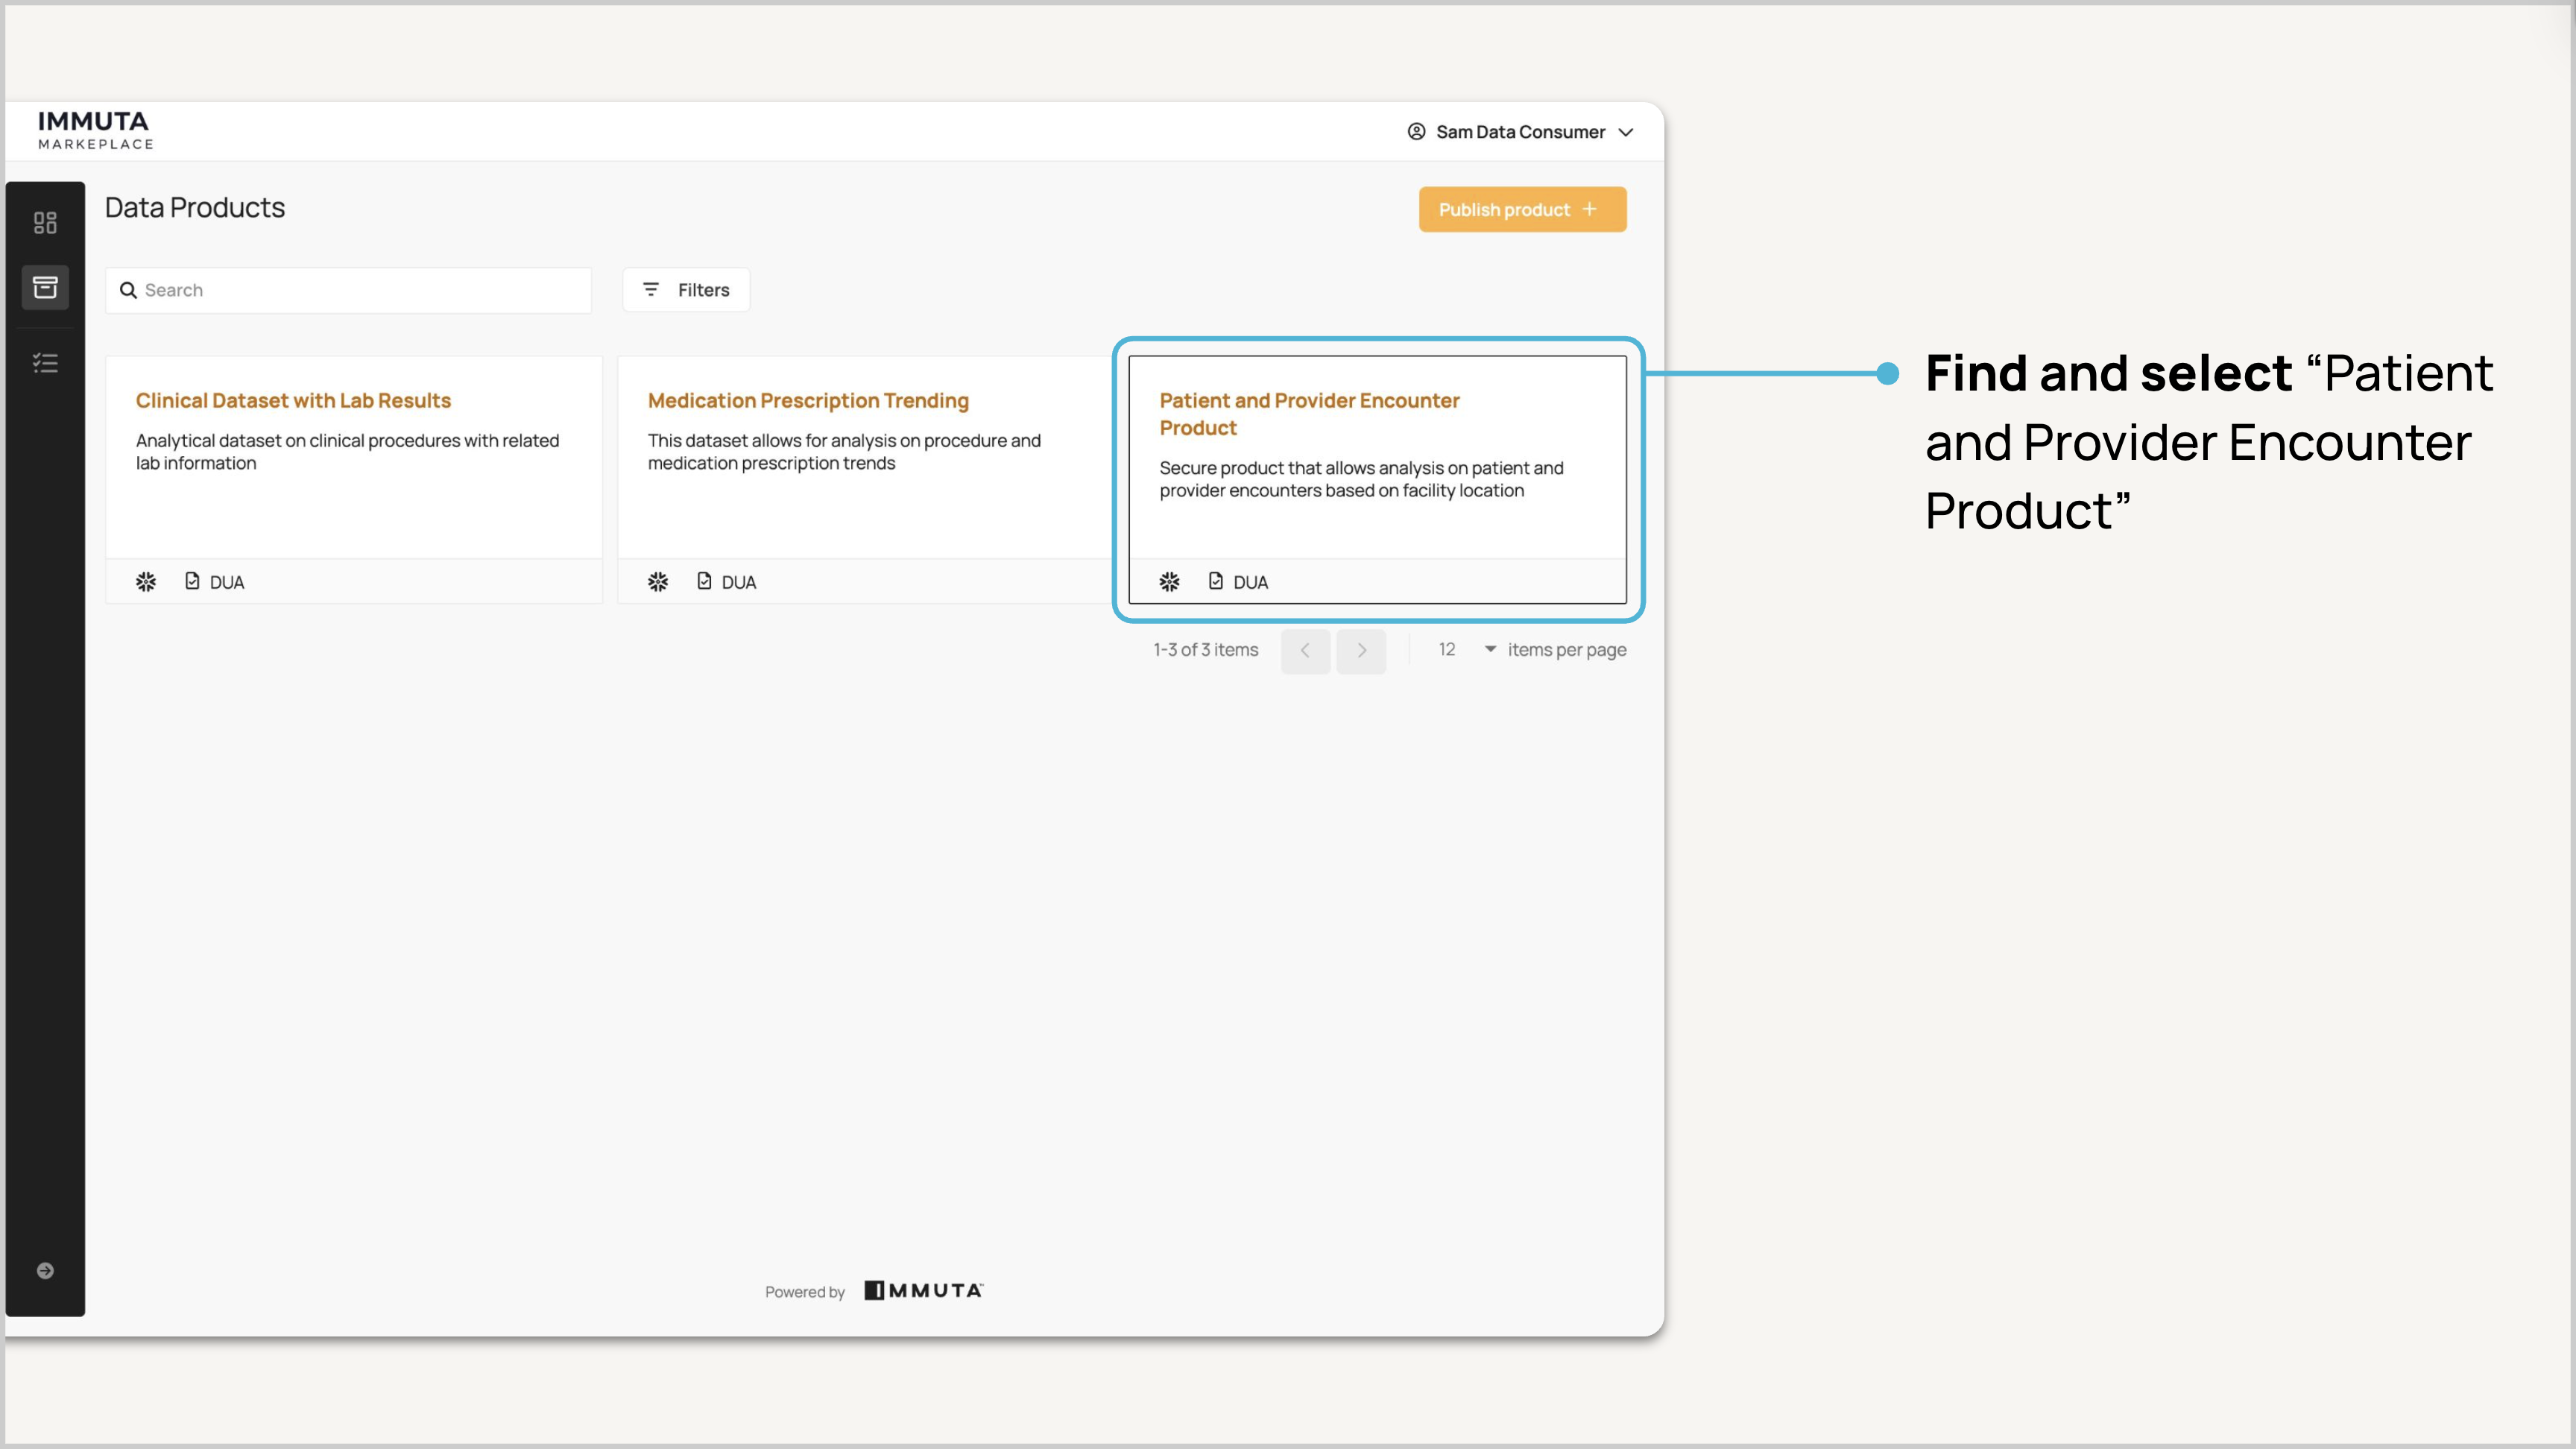 IMMUTA
MARKEPLACE
Sam Data Consumer
Data Products
Publish product +
Search
Filters
Clinical Dataset with Lab Results
Analytical dataset on clinical procedures with related
lab information
DUA
Medication Prescription Trending
This dataset allows for analysis on procedure and
medication prescription trends
DUA
Patient and Provider Encounter
Product
Secure product that allows analysis on patient and
provider encounters based on facility location
DUA
1-3 of 3 items
12
items per page
Powered by IMMUTA
Find and select “Patient
and Provider Encounter
Product”